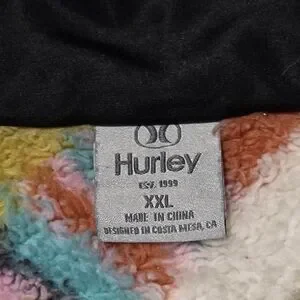 Hurley
EST. 1999
XXL
MADE IN CHINA
DESIGNED IN COSTA MESA, CA